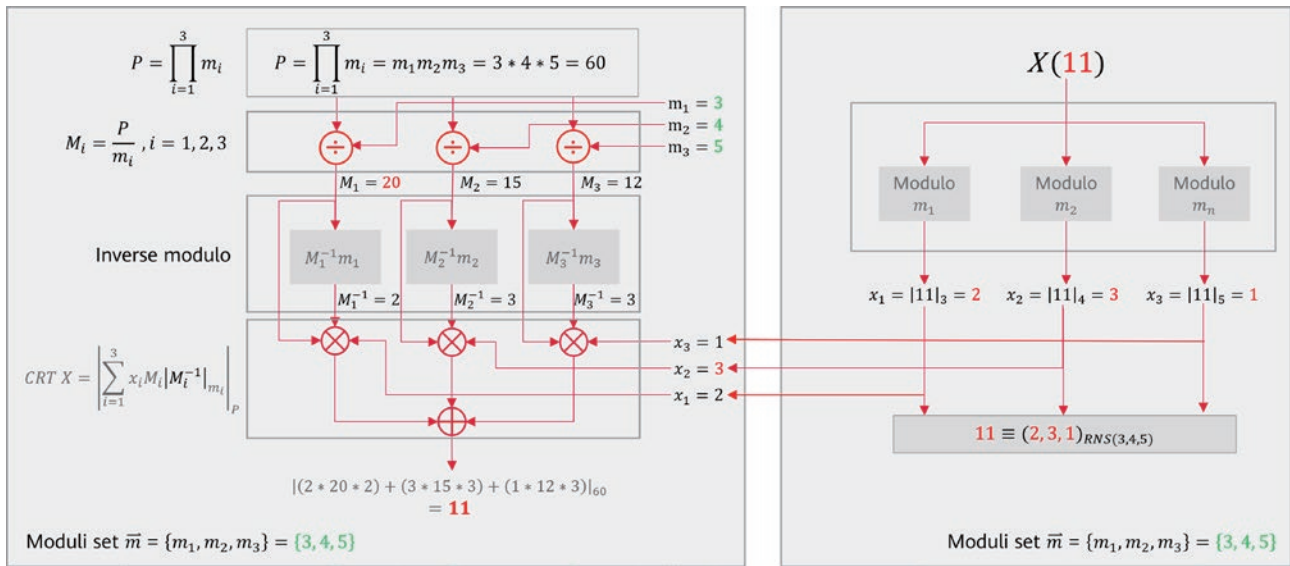 P = ∏_{i=1}^{3} m_i
P = ∏_{i=1}^{3} m_i = m_1m_2m_3 = 3 * 4 * 5 = 60
m_1 = 3
m_2 = 4
m_3 = 5
M_i = P/m_i , i = 1, 2, 3
÷ ÷ ÷
M_1 = 20 M_2 = 15 M_3 = 12
Inverse modulo
M_1^{-1}m_1 M_2^{-1}m_2 M_3^{-1}m_3
M_1^{-1} = 2 M_2^{-1} = 3 M_3^{-1} = 3
x_3 = 1
x_2 = 3
x_1 = 2
CRT X = |∑_{i=1}^{3} x_i M_i |M_i^{-1}|_{m_i}|_P
|(2 * 20 * 2) + (3 * 15 * 3) + (1 * 12 * 3)|_{60}
= 11
Moduli set m⃗ = {m_1, m_2, m_3} = {3, 4, 5}
X(11)
Modulo
m_1
Modulo
m_2
Modulo
m_n
x_1 = |11|_3 = 2 x_2 = |11|_4 = 3 x_3 = |11|_5 = 1
11 ≡ (2, 3, 1)_{RNS(3,4,5)}
Moduli set m⃗ = {m_1, m_2, m_3} = {3, 4, 5}